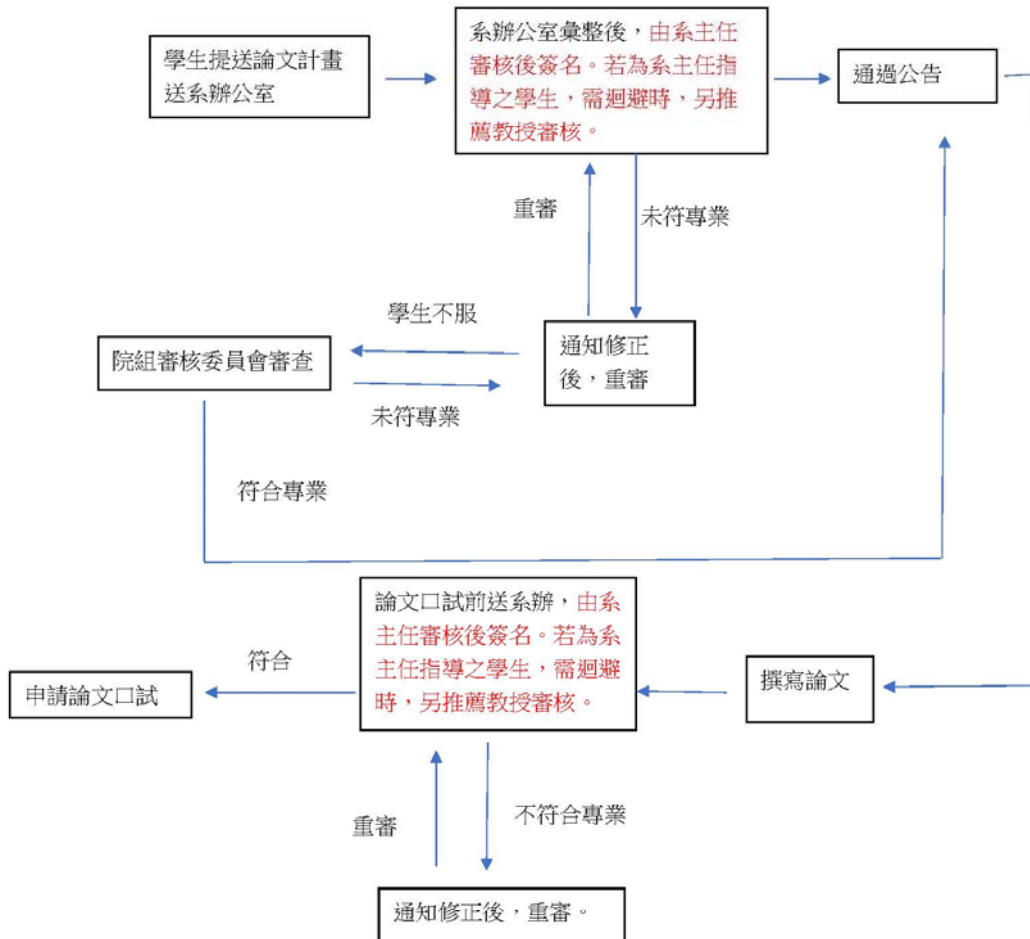 學生提送論文計畫
送系辦公室
系辦公室彙整後，由系主任
審核後簽名。若為系主任指
導之學生，需迴避時，另推
薦教授審核。
通過公告
重審
未符專業
學生不服
通知修正
後，重審
院組審核委員會審查
未符專業
符合專業
論文口試前送系辦，由系
主任審核後簽名。若為系
主任指導之學生，需迴避
時，另推薦教授審核。
符合
申請論文口試
撰寫論文
重審
不符合專業
通知修正後，重審。